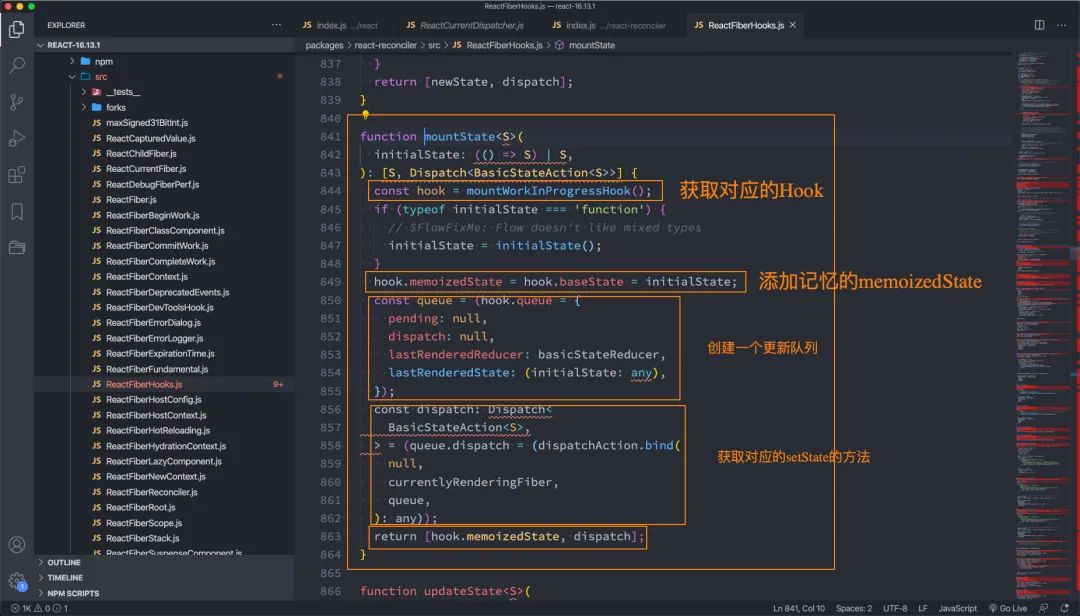 ReactFiberHooks.js — react-16.13.1
EXPLORER
JS index.js .../react
JS ReactCurrentDispatcher.js
JS index.js .../react-reconciler
JS ReactFiberHooks.js
REACT-16.13.1
packages > react-reconciler > src > JS ReactFiberHooks.js > mountState
npm
src
__tests__
forks
JS maxSigned31BitInt.js
JS ReactCapturedValue.js
JS ReactChildFiber.js
JS ReactCurrentFiber.js
JS ReactDebugFiberPerf.js
JS ReactFiber.js
JS ReactFiberBeginWork.js
JS ReactFiberClassComponent.js
JS ReactFiberCommitWork.js
JS ReactFiberCompleteWork.js
JS ReactFiberContext.js
JS ReactFiberDeprecatedEvents.js
JS ReactFiberDevToolsHook.js
JS ReactFiberErrorDialog.js
JS ReactFiberErrorLogger.js
JS ReactFiberExpirationTime.js
JS ReactFiberFundamental.js
JS ReactFiberHooks.js 9+
JS ReactFiberHostConfig.js
JS ReactFiberHostContext.js
JS ReactFiberHotReloading.js
JS ReactFiberHydrationContext.js
JS ReactFiberLazyComponent.js
JS ReactFiberNewContext.js
JS ReactFiberReconciler.js
JS ReactFiberRoot.js
JS ReactFiberScope.js
JS ReactFiberStack.js
JS ReactFiberSuspenseComponent.js
OUTLINE
TIMELINE
NPM SCRIPTS
837 }
838 return [newState, dispatch];
839 }
840
841 function mountState<S>(
842 initialState: (() => S) | S,
843 ): [S, Dispatch<BasicStateAction<S>>] {
844 const hook = mountWorkInProgressHook();
获取对应的Hook
845 if (typeof initialState === 'function') {
846 // $FlowFixMe: Flow doesn't like mixed types
847 initialState = initialState();
848 }
849 hook.memoizedState = hook.baseState = initialState;
添加记忆的memoizedState
850 const queue = (hook.queue = {
851 pending: null,
852 dispatch: null,
853 lastRenderedReducer: basicStateReducer,
创建一个更新队列
854 lastRenderedState: (initialState: any),
855 });
856 const dispatch: Dispatch<
857 BasicStateAction<S>,
858 > = (queue.dispatch = (dispatchAction.bind(
859 null,
获取对应的setState的方法
860 currentlyRenderingFiber,
861 queue,
862 ): any));
863 return [hook.memoizedState, dispatch];
864 }
865
866 function updateState<S>(
1
1K 0 1
Ln 841, Col 10 Spaces: 2 UTF-8 LF JavaScript Go Live